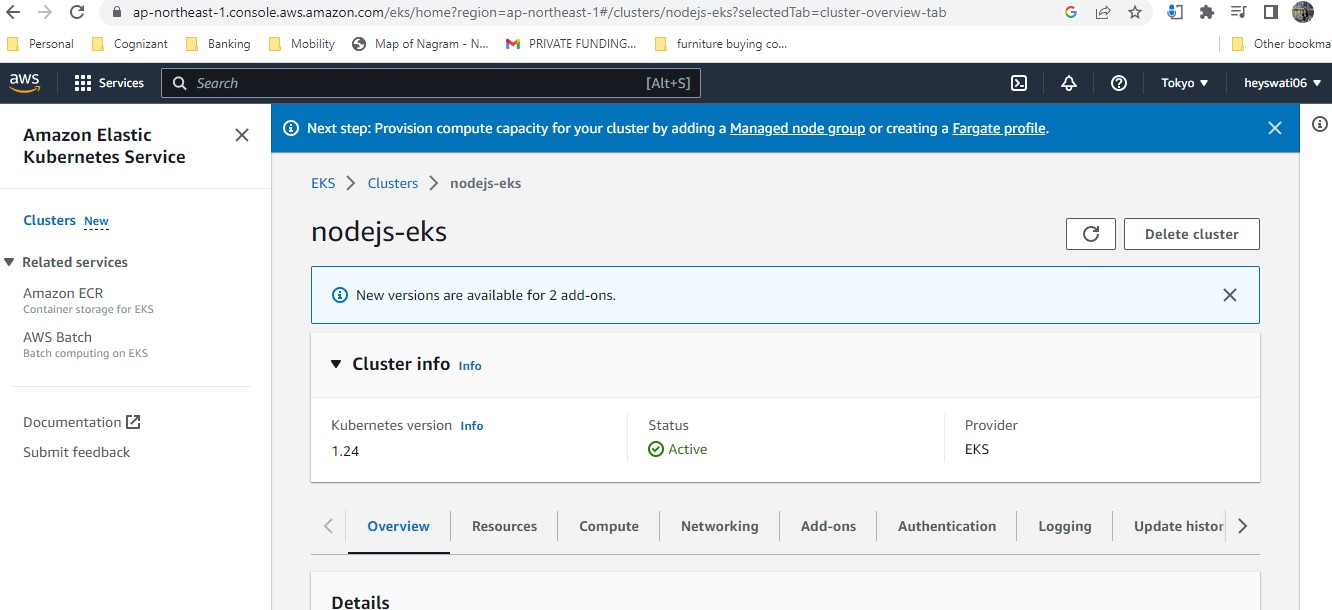 ap-northeast-1.console.aws.amazon.com/eks/home?region=ap-northeast-1#/clusters/nodejs-eks?selectedTab=cluster-overview-tab
Personal Cognizant Banking Mobility Map of Nagram - N... PRIVATE FUNDING... furniture buying co... Other bookma
aws Services Search [Alt+S] Tokyo heyswati06
Amazon Elastic
Kubernetes Service
Clusters New
Related services
Amazon ECR
Container storage for EKS
AWS Batch
Batch computing on EKS
Documentation
Submit feedback
Next step: Provision compute capacity for your cluster by adding a Managed node group or creating a Fargate profile.
EKS Clusters nodejs-eks
nodejs-eks
Delete cluster
New versions are available for 2 add-ons.
Cluster info Info
Kubernetes version Info
1.24
Status
Active
Provider
EKS
Overview Resources Compute Networking Add-ons Authentication Logging Update histor
Details